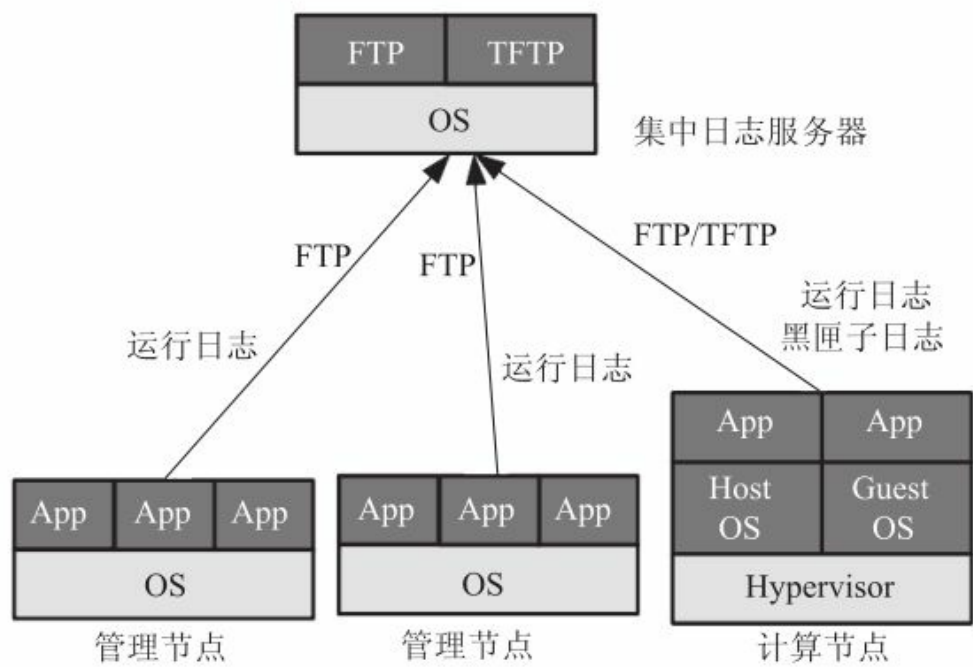 FTP TFTP
OS
集中日志服务器
FTP
FTP
FTP/TFTP
运行日志
运行日志
运行日志
黑匣子日志
App App App
OS
管理节点
App App App
OS
管理节点
App App
Host OS
Guest OS
Hypervisor
计算节点